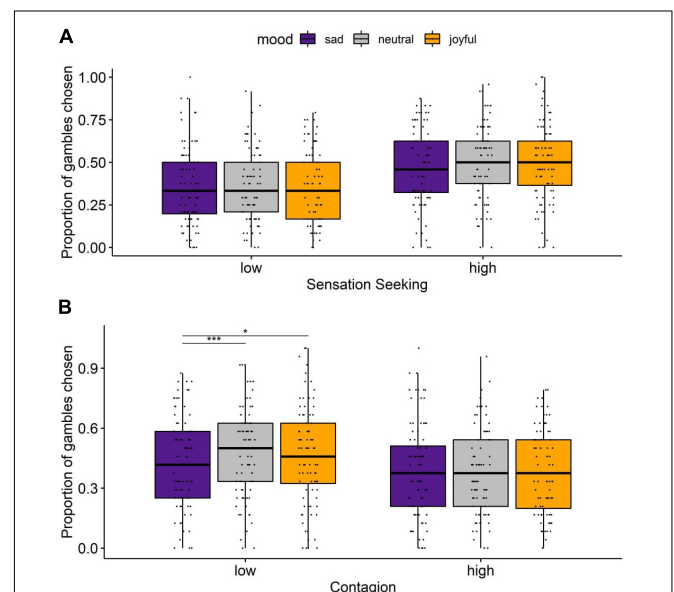 A
mood sad neutral joyful
Proportion of gambles chosen
1.00
0.75
0.50
0.25
0.00
low high
Sensation Seeking
B
Proportion of gambles chosen
0.9
0.6
0.3
0.0
*
***
low high
Contagion